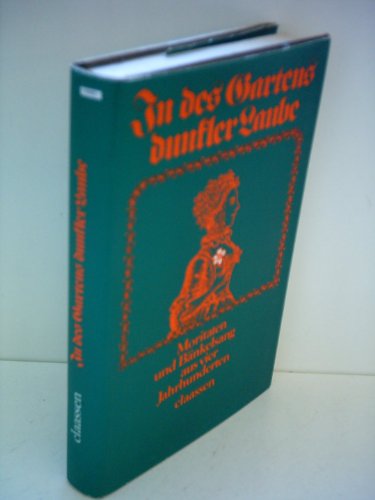 In des Gartens
dunkler Laube
Moritaten
und Bänkelsang
aus vier
Jahrhunderten
claassen
In des Gartens dunkler Laube
claassen